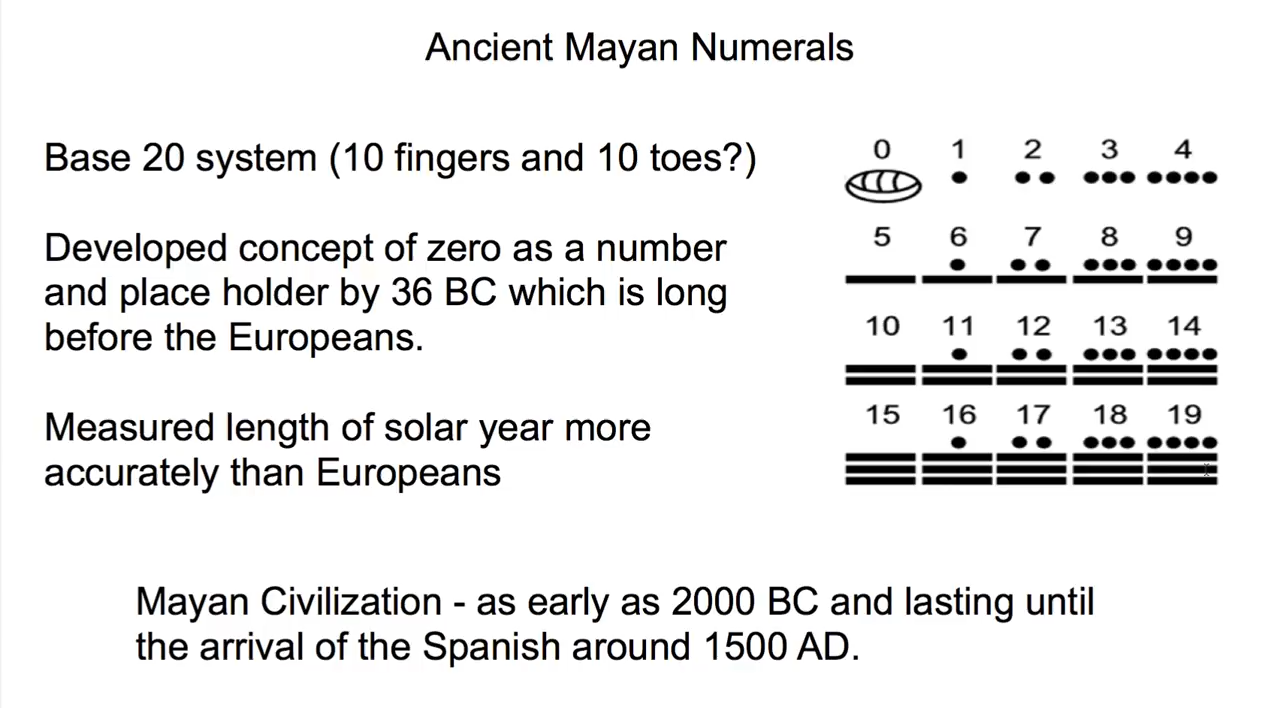 Ancient Mayan Numerals
Base 20 system (10 fingers and 10 toes?)
Developed concept of zero as a number
and place holder by 36 BC which is long
before the Europeans.
Measured length of solar year more
accurately than Europeans
0 1 2 3 4
5 6 7 8 9
10 11 12 13 14
15 16 17 18 19
Mayan Civilization - as early as 2000 BC and lasting until
the arrival of the Spanish around 1500 AD.